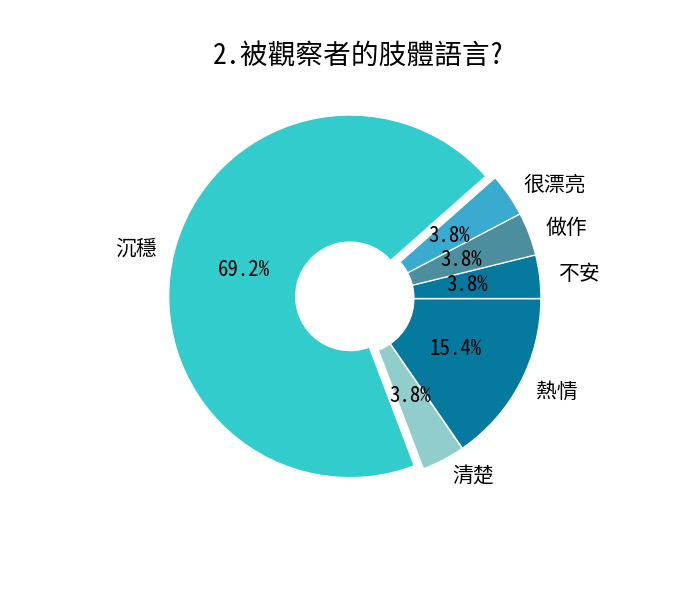 2.被觀察者的肢體語言?
很漂亮
3.8%
做作
3.8%
不安
3.8%
沉穩
69.2%
15.4%
熱情
3.8%
清楚